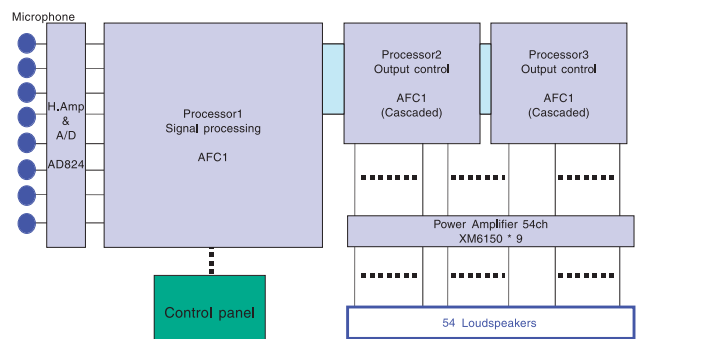 Microphone
H.Amp
&
A/D
AD824
Processor1
Signal processing
AFC1
Processor2
Output control
AFC1
(Cascaded)
Processor3
Output control
AFC1
(Cascaded)
Power Amplifier 54ch
XM6150 * 9
Control panel
54 Loudspeakers